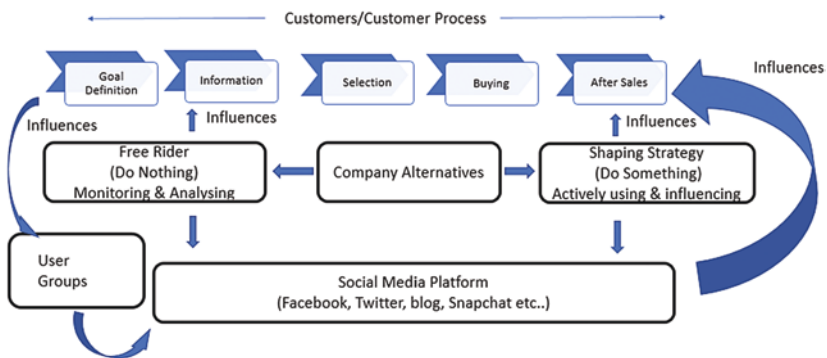 Customers/Customer Process
Goal
Definition
Information
Selection
Buying
After Sales
Influences
Influences
Influences
Influences
Free Rider
(Do Nothing)
Monitoring & Analysing
Company Alternatives
Shaping Strategy
(Do Something)
Actively using & influencing
User
Groups
Social Media Platform
(Facebook, Twitter, blog, Snapchat etc..)